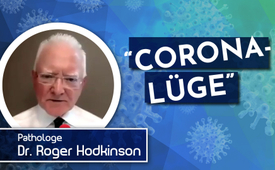 “CORONA-
LÜGE”
Pathologe
Dr. Roger Hodkinson